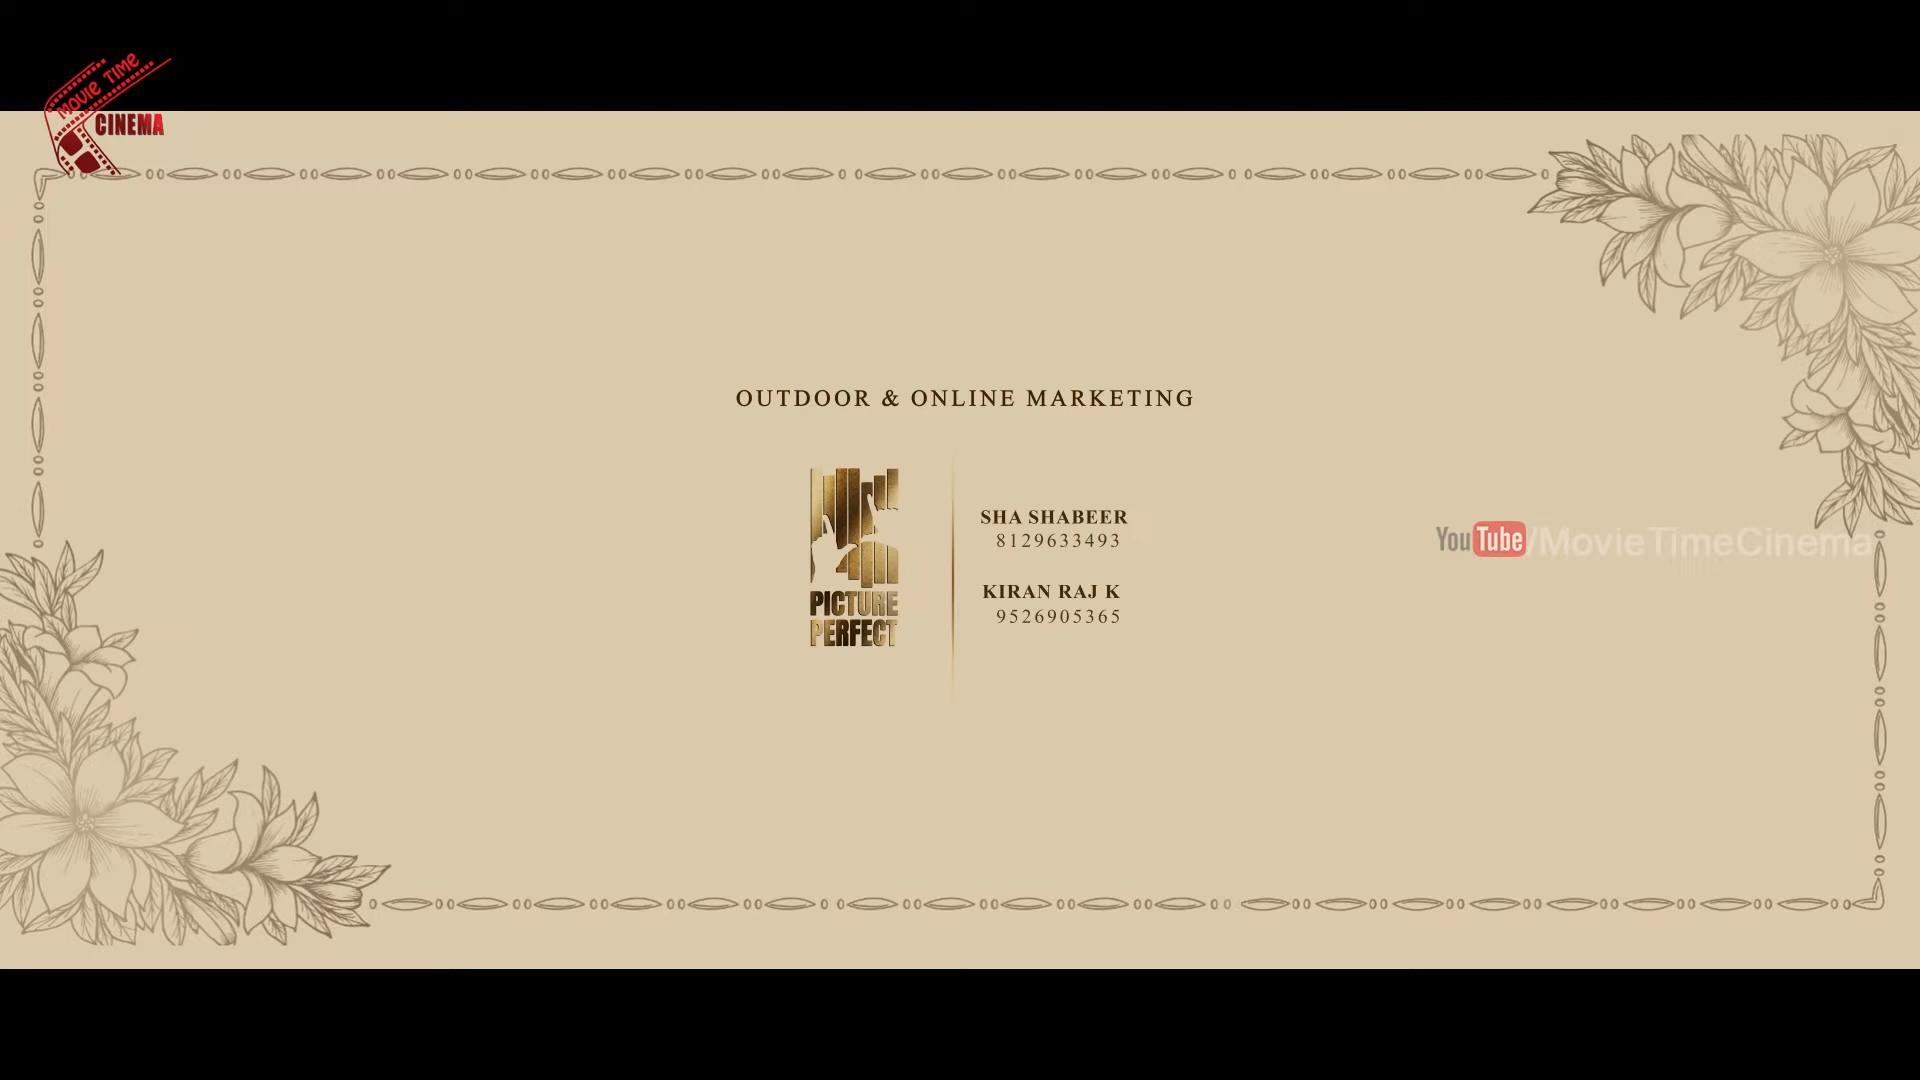 MOVIE TIME
CINEMA
OUTDOOR & ONLINE MARKETING
PICTURE
PERFECT
SHA SHABEER
8129633493
KIRAN RAJ K
9526905365
YouTube/MovieTimeCinema